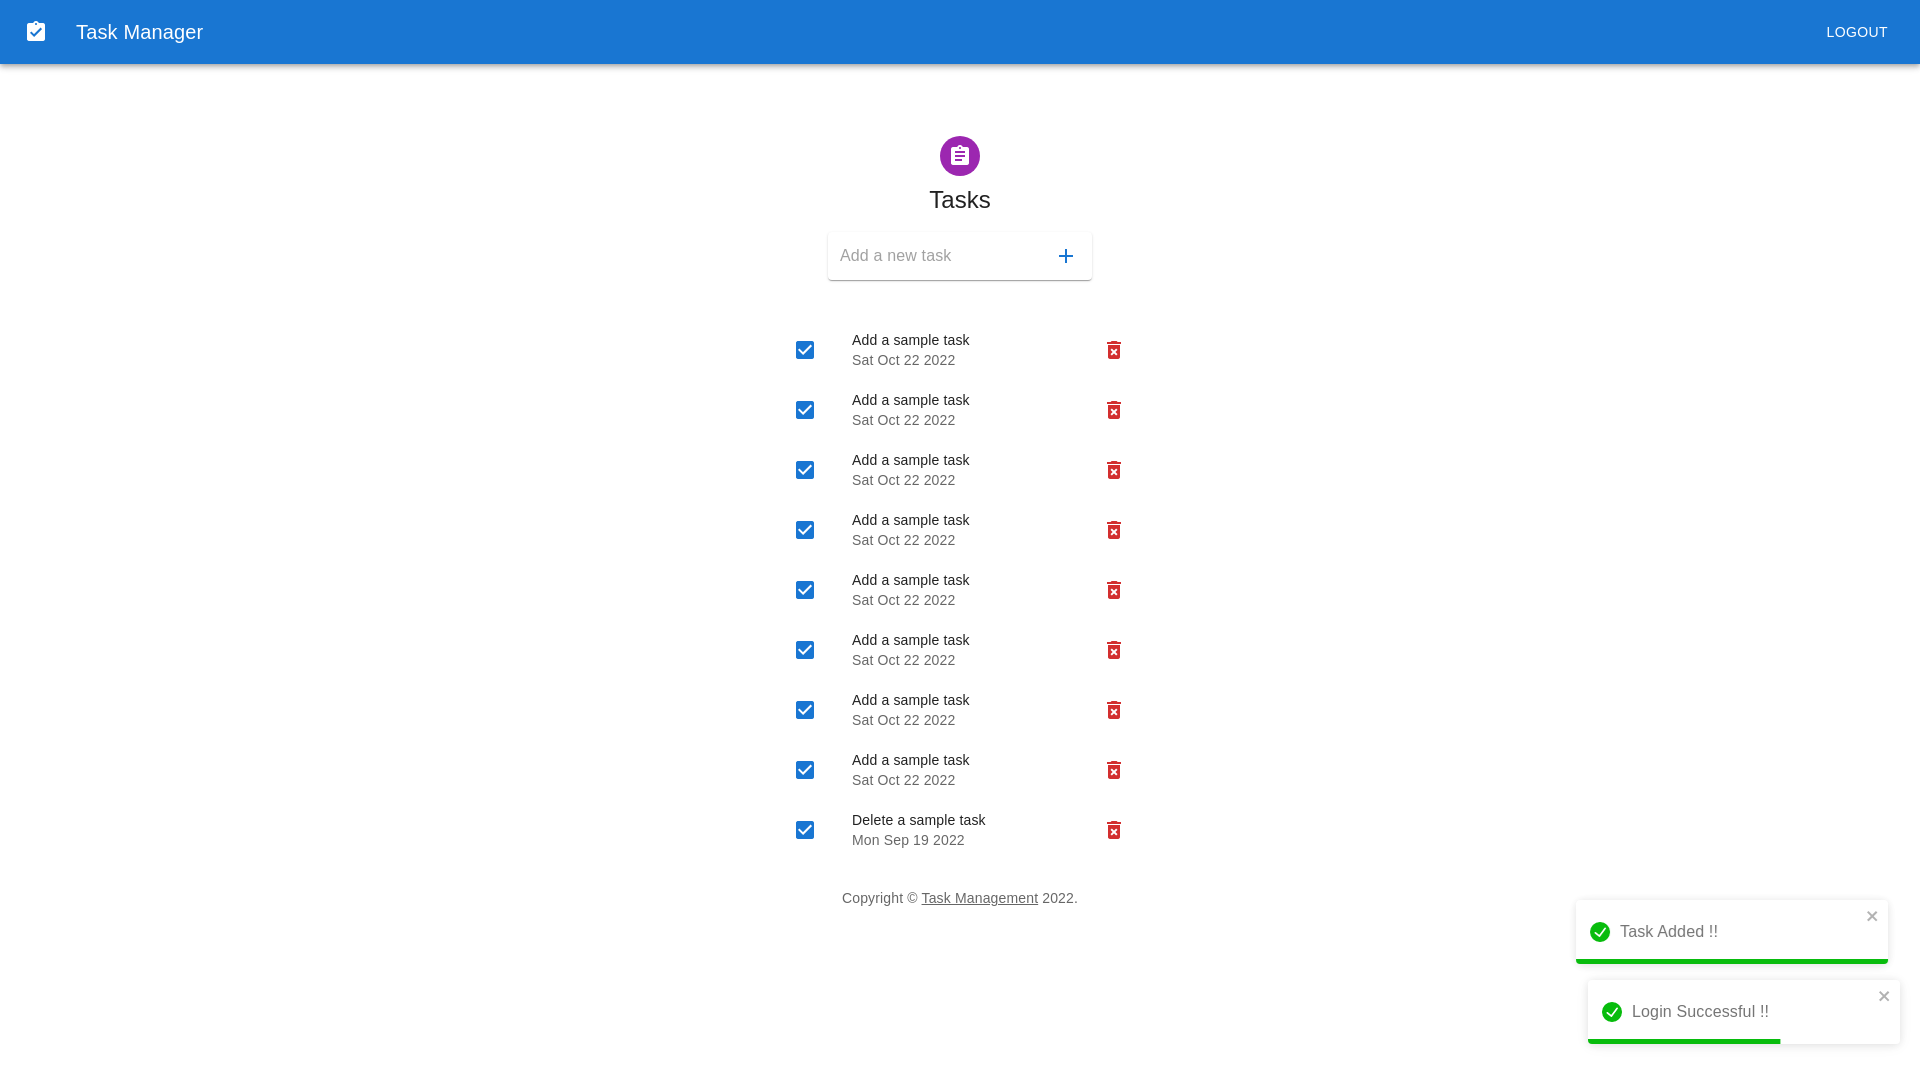 Task Manager
LOGOUT
Tasks
Add a new task
Add a sample task
Sat Oct 22 2022
Add a sample task
Sat Oct 22 2022
Add a sample task
Sat Oct 22 2022
Add a sample task
Sat Oct 22 2022
Add a sample task
Sat Oct 22 2022
Add a sample task
Sat Oct 22 2022
Add a sample task
Sat Oct 22 2022
Add a sample task
Sat Oct 22 2022
Delete a sample task
Mon Sep 19 2022
Copyright © Task Management 2022.
Task Added !!
Login Successful !!